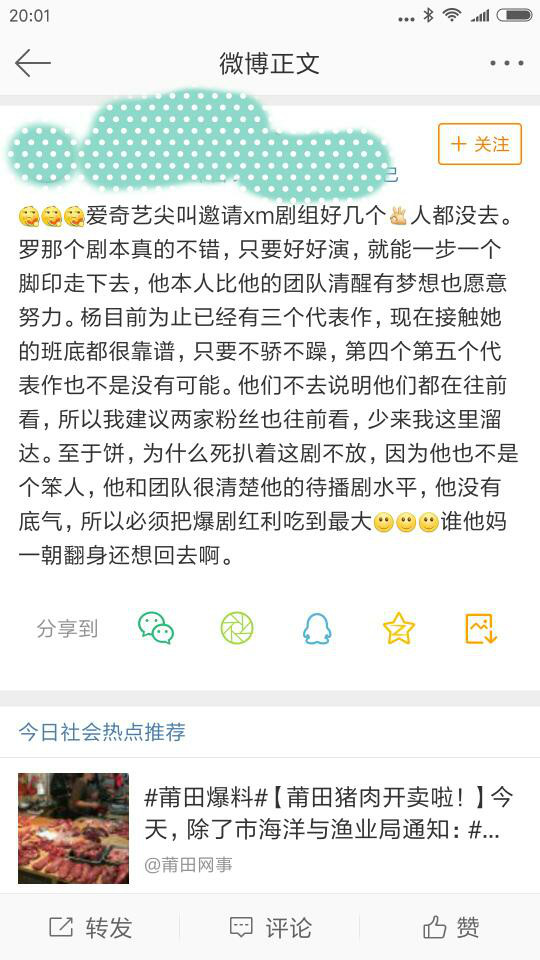 20:01
微博正文
+ 关注
爱奇艺尖叫邀请xm剧组好几个人都没去。
罗那个剧本真的不错，只要好好演，就能一步一个
脚印走下去，他本人比他的团队清醒有梦想也愿意
努力。杨目前为止已经有三个代表作，现在接触她
的班底都很靠谱，只要不骄不躁，第四个第五个代
表作也不是没有可能。他们不去说明他们都在往前
看，所以我建议两家粉丝也往前看，少来我这里溜
达。至于饼，为什么死扒着这剧不放，因为他也不是
个笨人，他和团队很清楚他的待播剧水平，他没有
底气，所以必须把爆剧红利吃到最大谁他妈
一朝翻身还想回去啊。
分享到
今日社会热点推荐
#莆田爆料#【莆田猪肉开卖啦！】今
天，除了市海洋与渔业局通知：#...
@莆田网事
转发
评论
赞